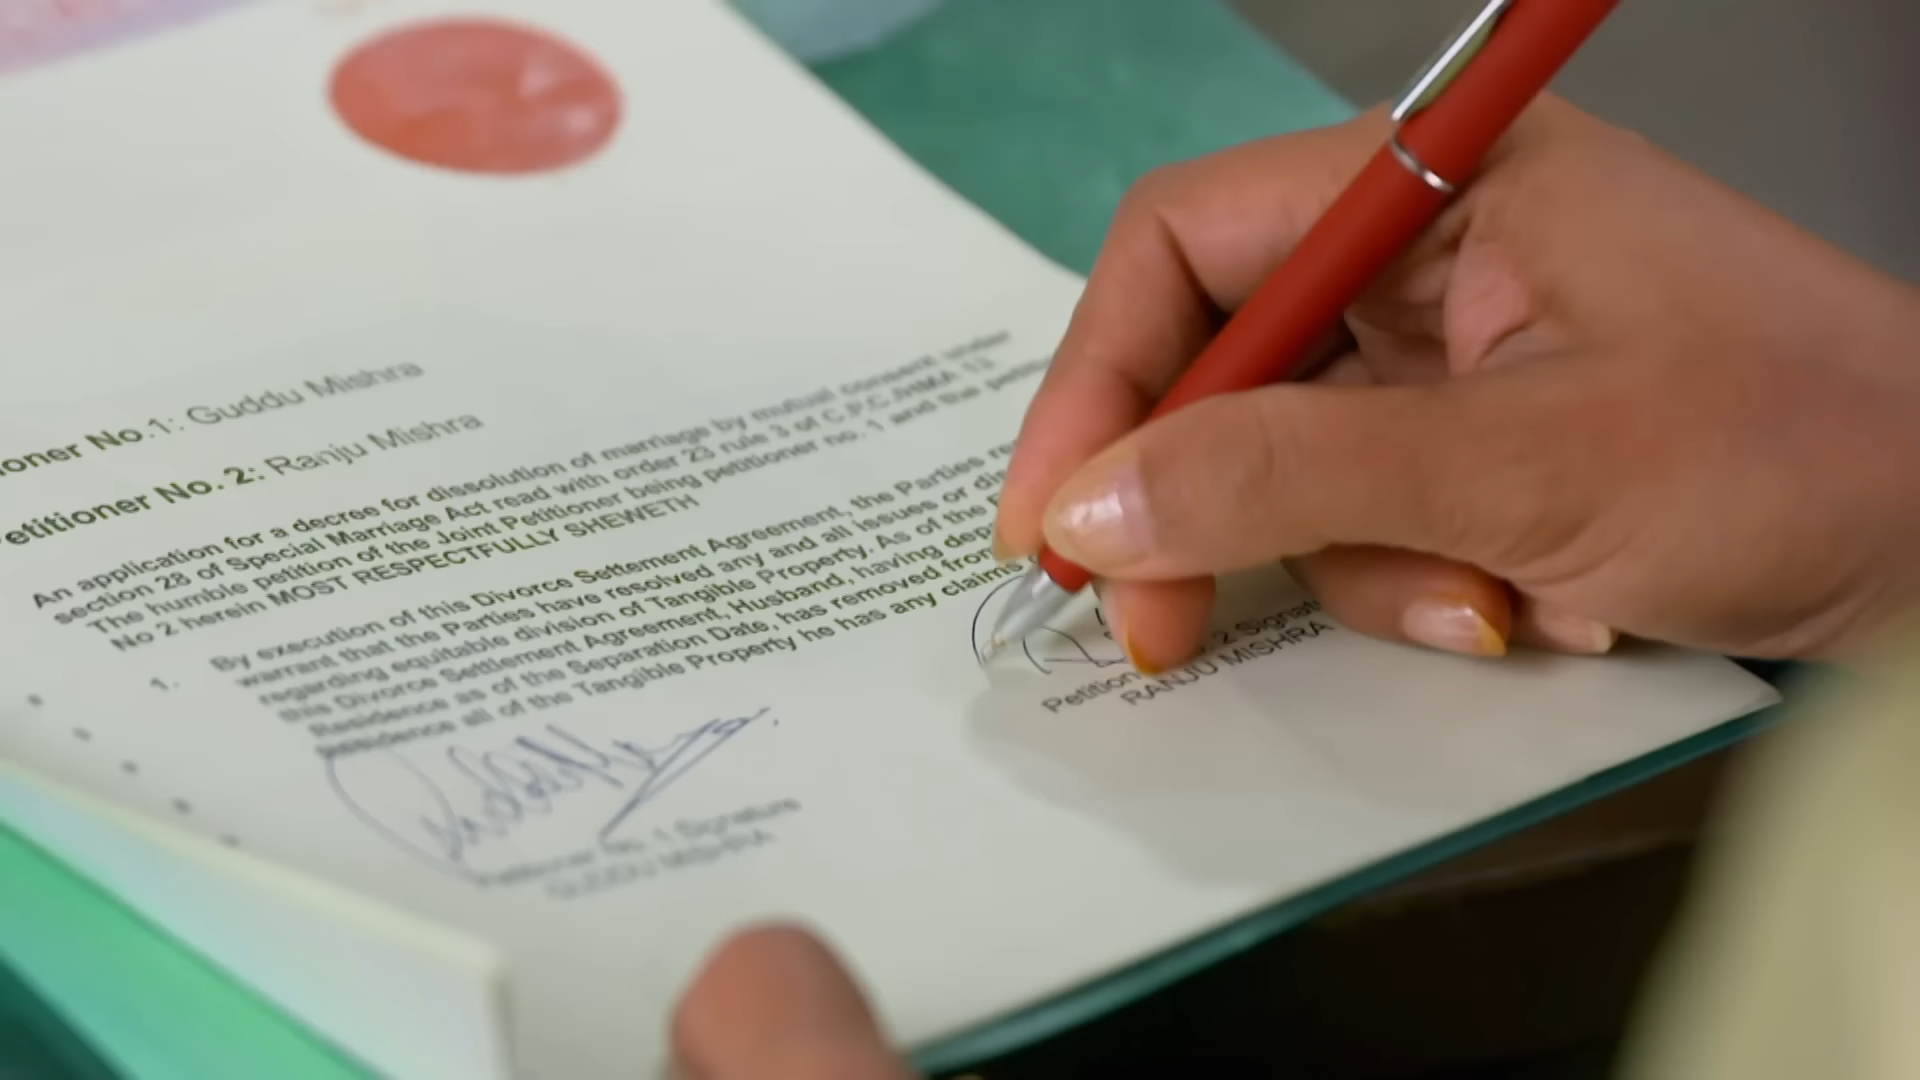 ioner No.1: Guddu Mishra
Petitioner No. 2: Ranju Mishra
An application for a decree for dissolution of marriage by mutual consent under
section 28 of Special Marriage Act read with order 23 rule 3 of C.P.C./HMA 13
The humble petition of the Joint Petitioner being petitioner no. 1 and the
No 2 herein MOST RESPECTFULLY SHEWETH
1. By execution of this Divorce Settlement Agreement, the Parties
warrant that the Parties have resolved any and all issues or
regarding equitable division of Tangible Property. As of the
this Divorce Settlement Agreement, Husband, having
Residence as of the Separation Date, has removed from
Residence all of the Tangible Property he has any claims
Petitioner No. 1 Signature
GUDDU MISHRA
2 Signat
RANJU MISHRA